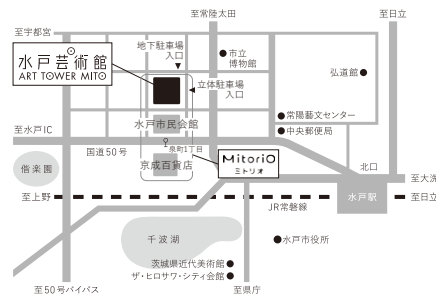 至常陸太田
至日立
至宇都宮
水戸芸術館
ART TOWER MITO
地下駐車場
入口
市立
博物館
弘道館
立体駐車場
入口
常陽藝文センター
中央郵便局
水戸市民会館
至水戸IC
国道50号
泉町1丁目
京成百貨店
MitoriO
ミトリオ
北口
偕楽園
至大洗
至上野
JR常磐線
水戸駅
至日立
千波湖
水戸市役所
茨城県近代美術館
ザ・ヒロサワ・シティ会館
至50号バイパス
至県庁